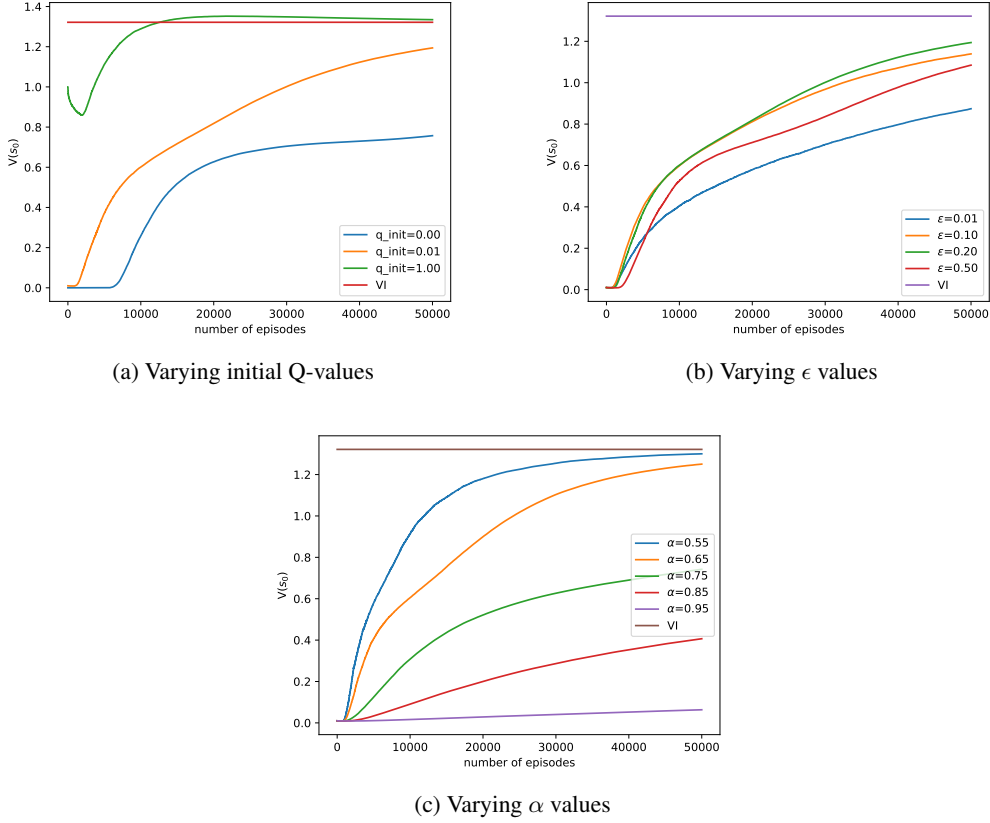 1.4
1.2
1.0
0.8
0.6
0.4
0.2
0.0
V(s₀)
0 10000 20000 30000 40000 50000
number of episodes
q_init=0.00
q_init=0.01
q_init=1.00
VI
(a) Varying initial Q-values
1.2
1.0
0.8
0.6
0.4
0.2
0.0
V(s₀)
0 10000 20000 30000 40000 50000
number of episodes
ε=0.01
ε=0.10
ε=0.20
ε=0.50
VI
(b) Varying ϵ values
1.2
1.0
0.8
0.6
0.4
0.2
0.0
V(s₀)
0 10000 20000 30000 40000 50000
number of episodes
α=0.55
α=0.65
α=0.75
α=0.85
α=0.95
VI
(c) Varying α values